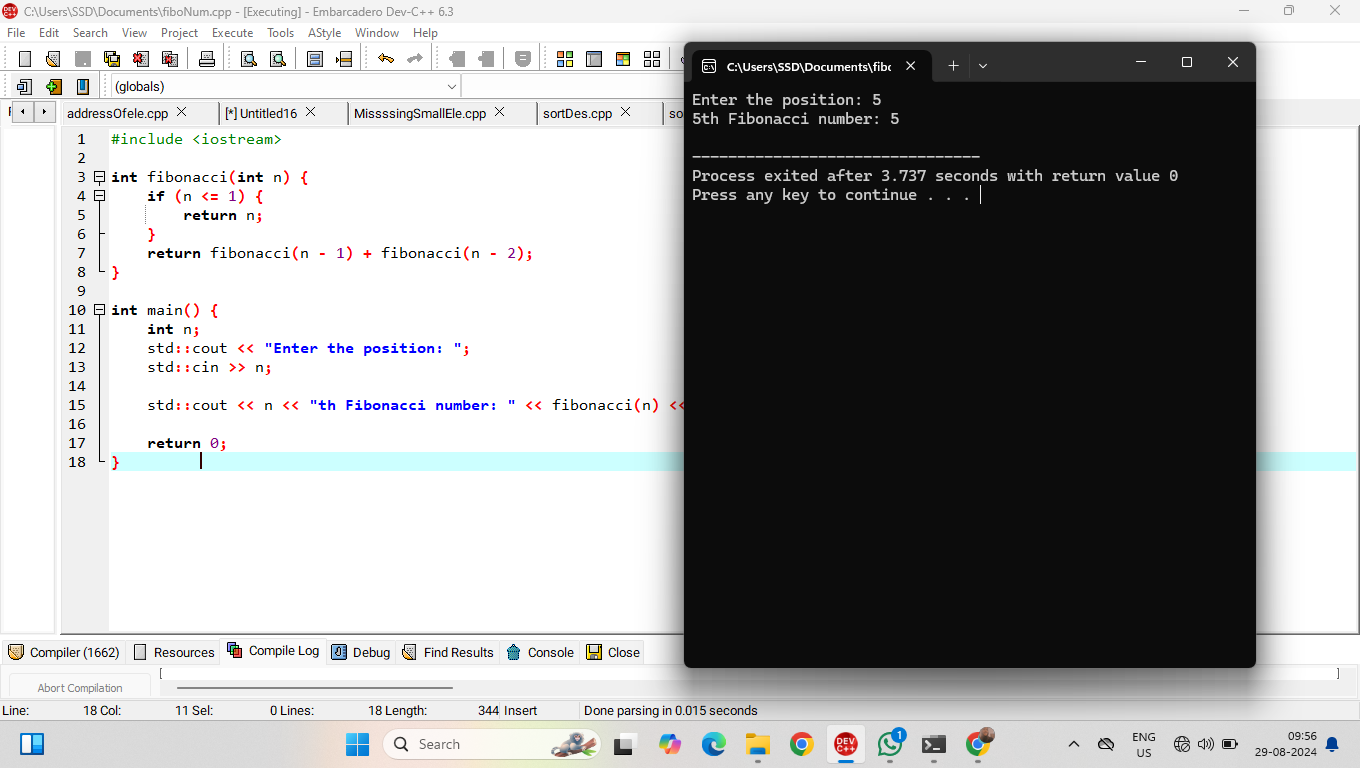 C:\Users\SSD\Documents\fiboNum.cpp - [Executing] - Embarcadero Dev-C++ 6.3
File Edit Search View Project Execute Tools AStyle Window Help
(globals)
addressOfele.cpp [*] Untitled16 MisssssingSmallEle.cpp sortDes.cpp so
1 #include <iostream>
2
3 int fibonacci(int n) {
4 if (n <= 1) {
5 return n;
6 }
7 return fibonacci(n - 1) + fibonacci(n - 2);
8 }
9
10 int main() {
11 int n;
12 std::cout << "Enter the position: ";
13 std::cin >> n;
14
15 std::cout << n << "th Fibonacci number: " << fibonacci(n) <<
16
17 return 0;
18 }
C:\Users\SSD\Documents\fibo
Enter the position: 5
5th Fibonacci number: 5
--------------------------------
Process exited after 3.737 seconds with return value 0
Press any key to continue . . .
Compiler (1662) Resources Compile Log Debug Find Results Console Close
Abort Compilation
Line: 18 Col: 11 Sel: 0 Lines: 18 Length: 344 Insert Done parsing in 0.015 seconds
Search
DEV C++
1
ENG
US
09:56
29-08-2024